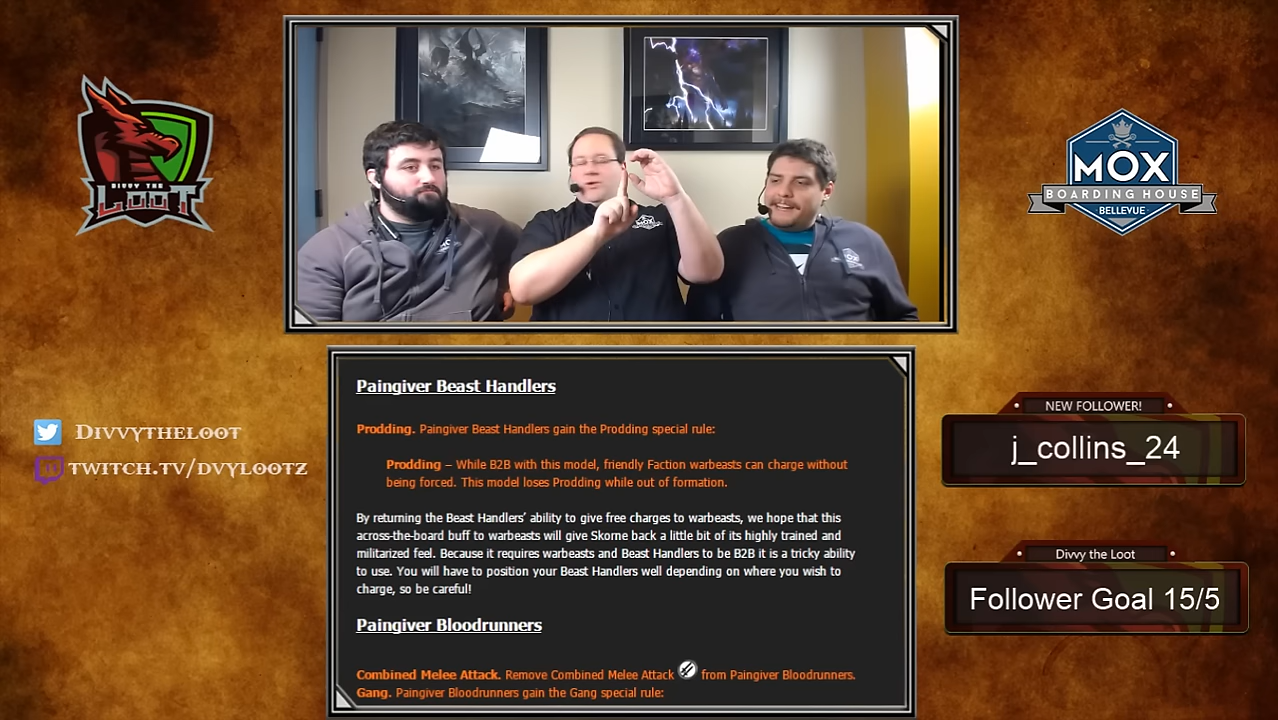 DIVVY THE
LOOT
MOX
BOARDING HOUSE
BELLEVUE
MOX
Paingiver Beast Handlers
Prodding. Paingiver Beast Handlers gain the Prodding special rule:
Prodding – While B2B with this model, friendly Faction warbeasts can charge without
being forced. This model loses Prodding while out of formation.
By returning the Beast Handlers' ability to give free charges to warbeasts, we hope that this
across-the-board buff to warbeasts will give Skorne back a little bit of its highly trained and
militarized feel. Because it requires warbeasts and Beast Handlers to be B2B it is a tricky ability
to use. You will have to position your Beast Handlers well depending on where you wish to
charge, so be careful!
Paingiver Bloodrunners
Combined Melee Attack. Remove Combined Melee Attack from Paingiver Bloodrunners.
Gang. Paingiver Bloodrunners gain the Gang special rule:
DIVVYTHELOOT
TWITCH.TV/DVYLOOTZ
NEW FOLLOWER!
j_collins_24
Divvy the Loot
Follower Goal 15/5